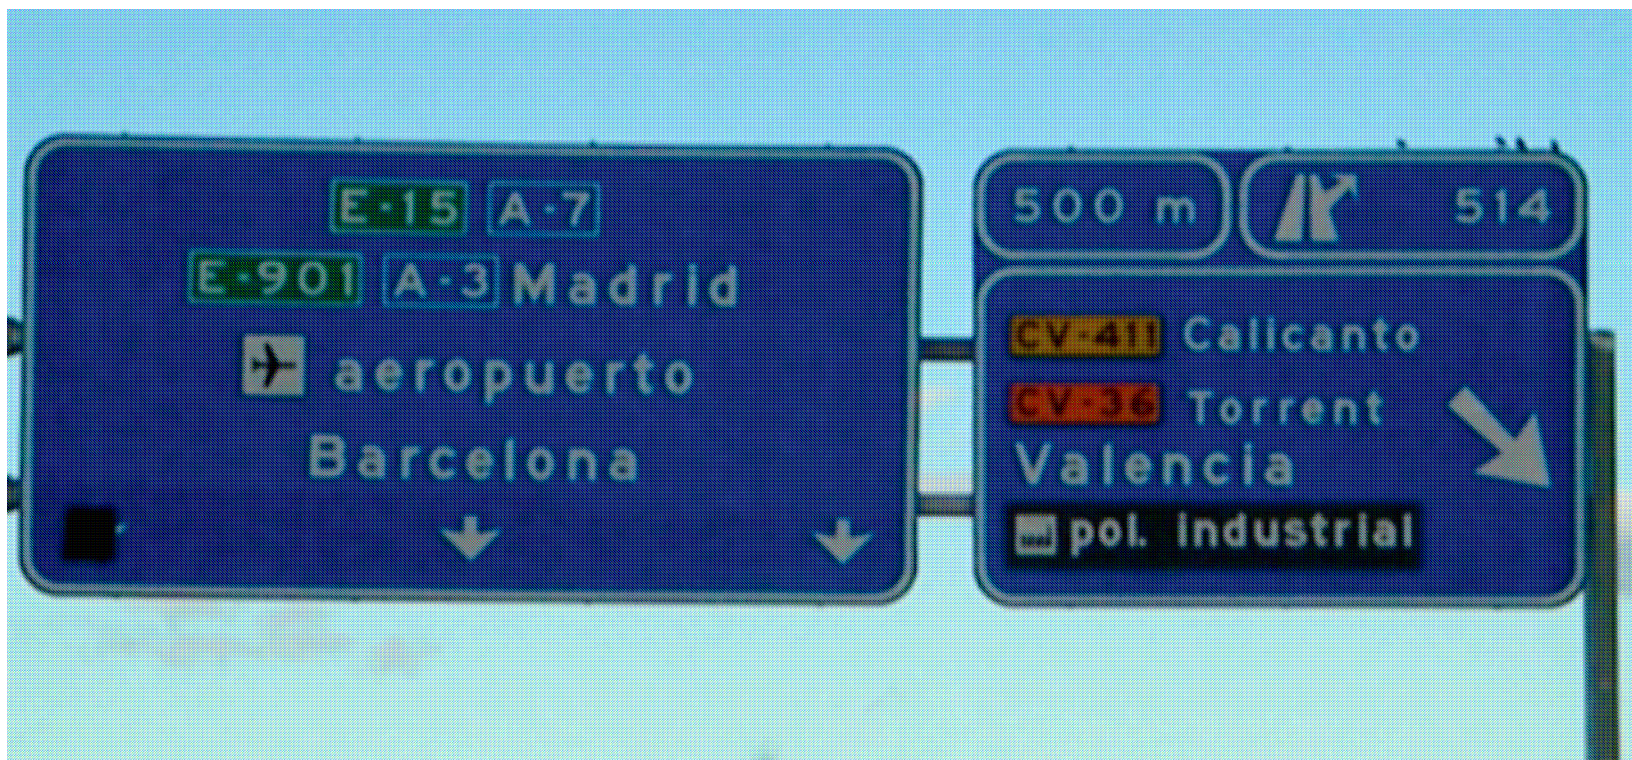 E-15 A-7
E-901 A-3 Madrid
aeropuerto
Barcelona
500 m 514
CV-411 Calicanto
CV-36 Torrent
Valencia
pol. industrial